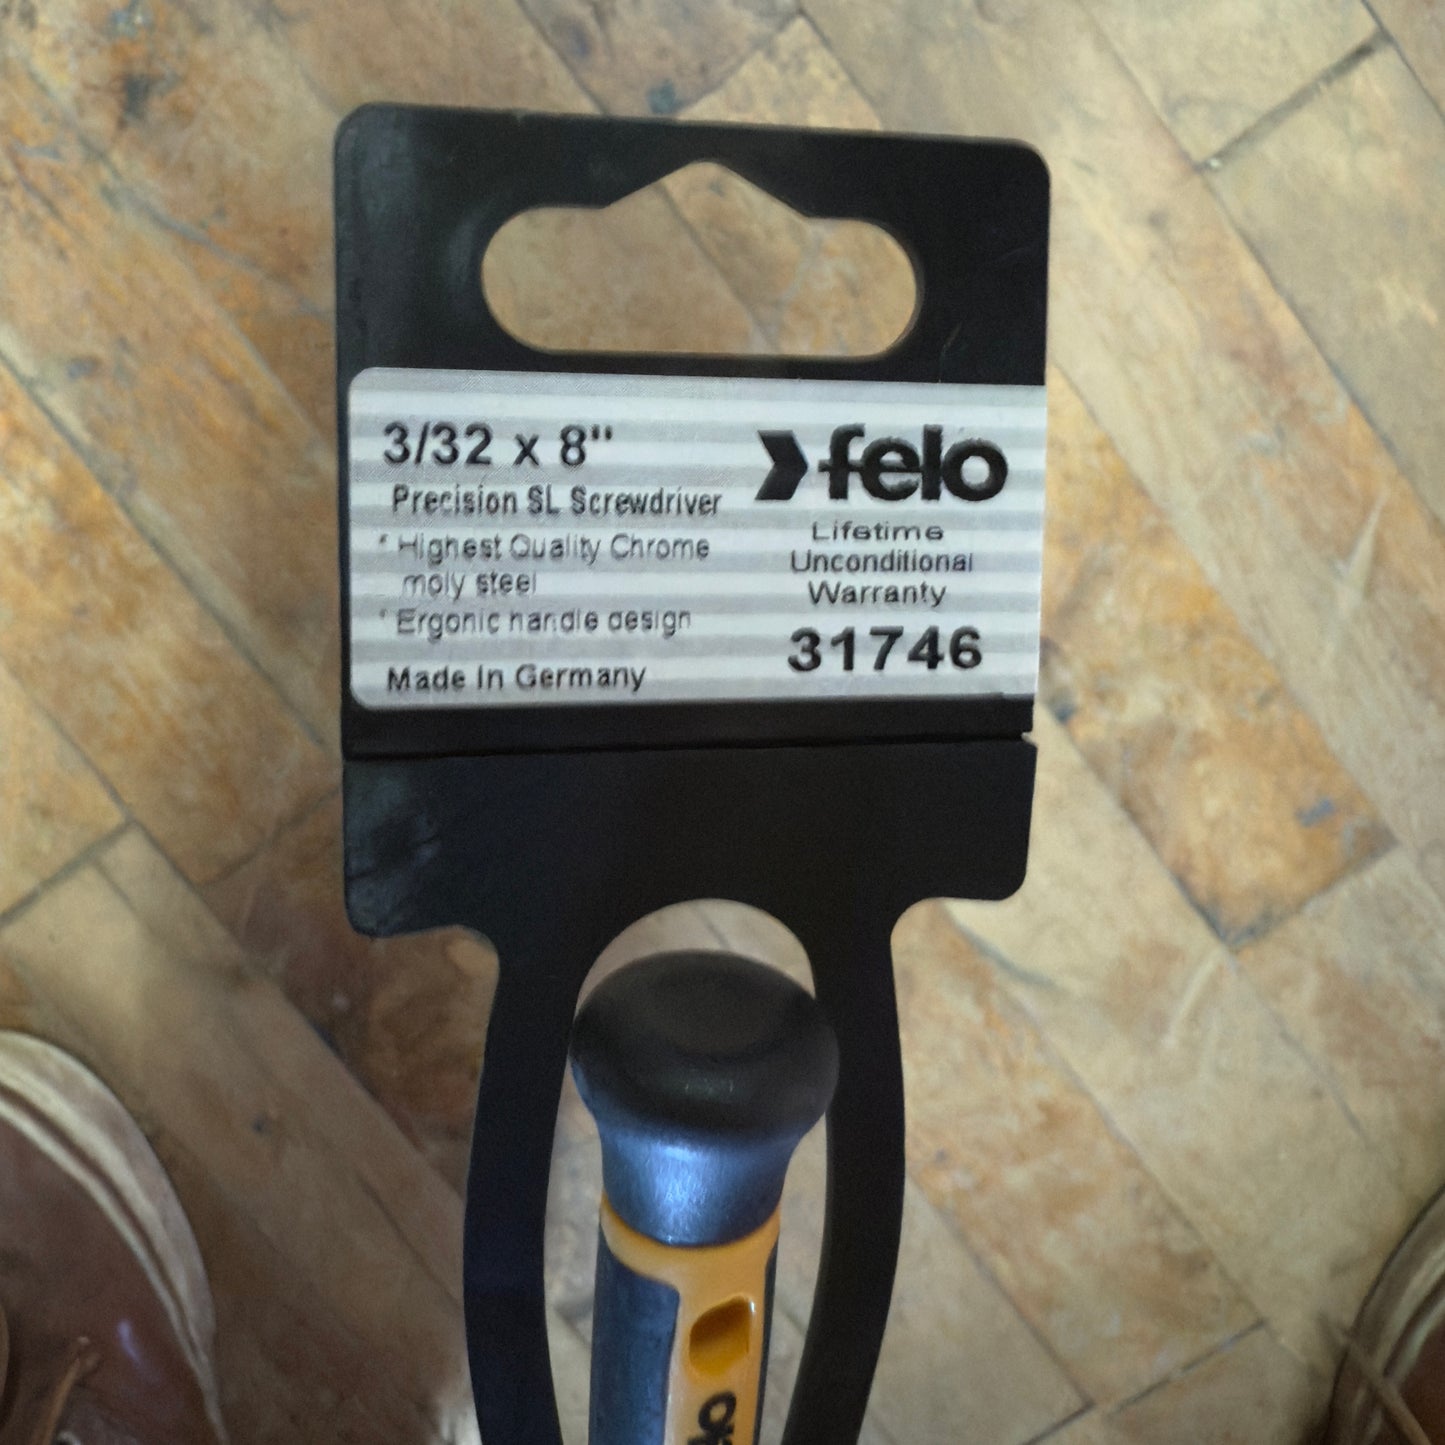 3/32 x 8"
Precision SL Screwdriver
* Highest Quality Chrome
moly steel
* Ergonic handle design
Made In Germany
felo
Lifetime
Unconditional
Warranty
31746